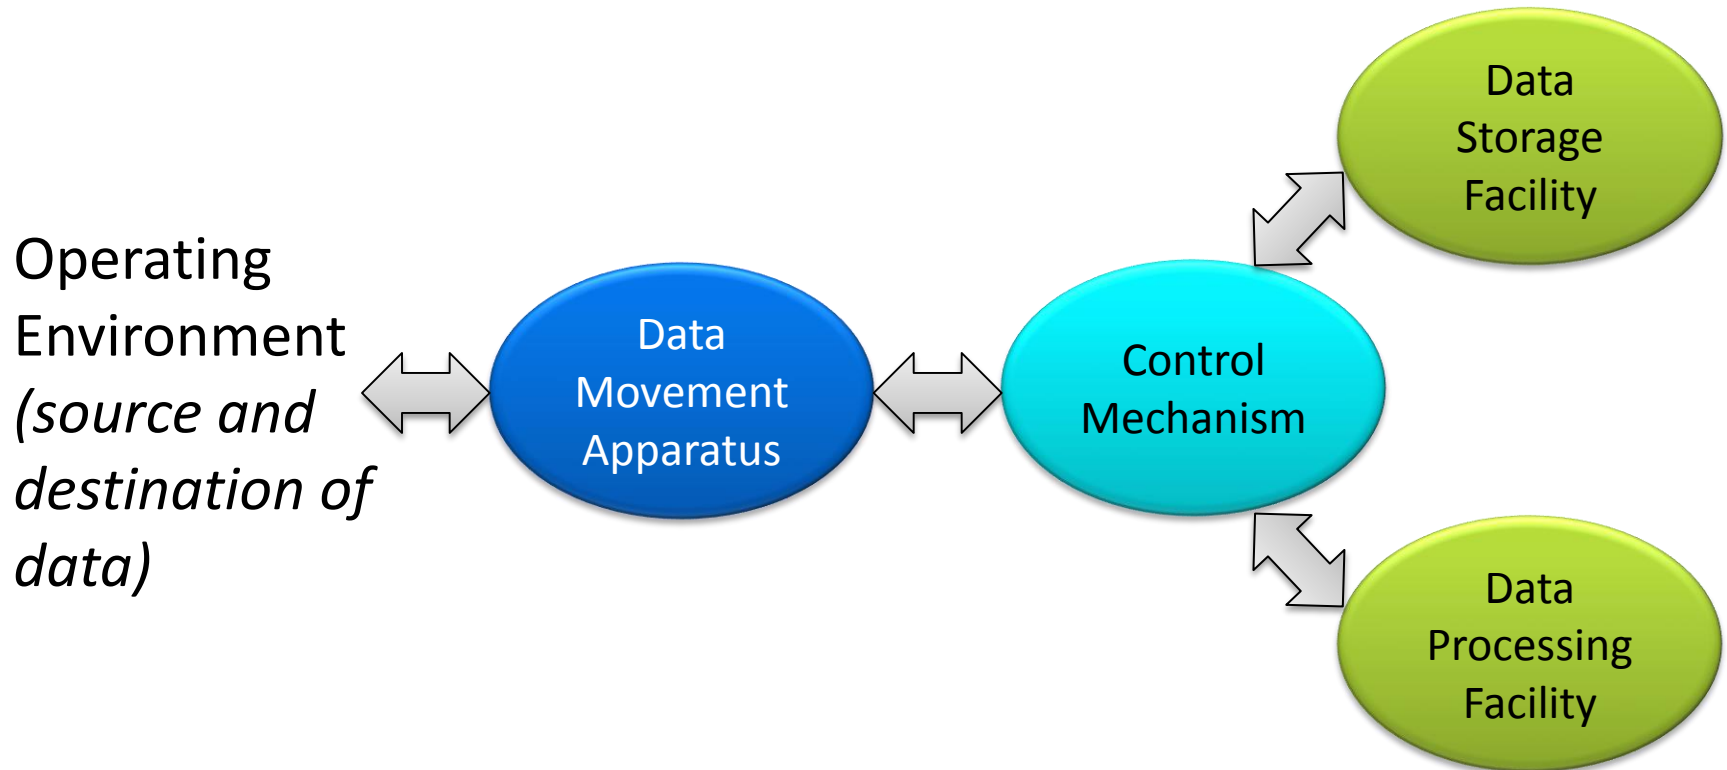 Operating
Environment
(source and
destination of
data)
Data
Movement
Apparatus
Control
Mechanism
Data
Storage
Facility
Data
Processing
Facility